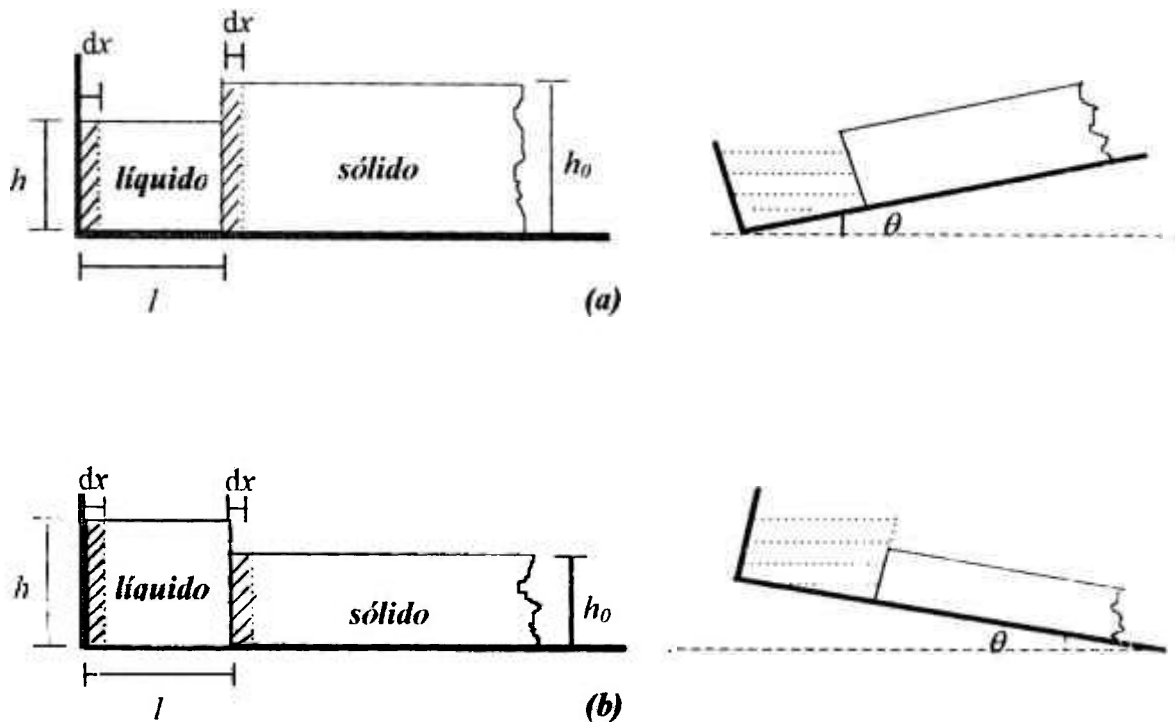 dx dx
h líquido sólido h₀
θ
l (a)
dx dx
h líquido sólido h₀
θ
l (b)